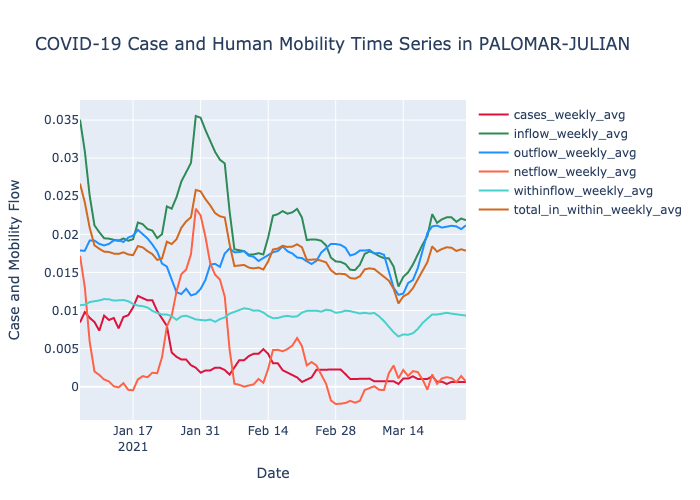 COVID-19 Case and Human Mobility Time Series in PALOMAR-JULIAN
cases_weekly_avg
inflow_weekly_avg
outflow_weekly_avg
netflow_weekly_avg
withinflow_weekly_avg
total_in_within_weekly_avg
Case and Mobility Flow
0.035
0.03
0.025
0.02
0.015
0.01
0.005
0
Jan 17
2021
Jan 31
Feb 14
Feb 28
Mar 14
Date